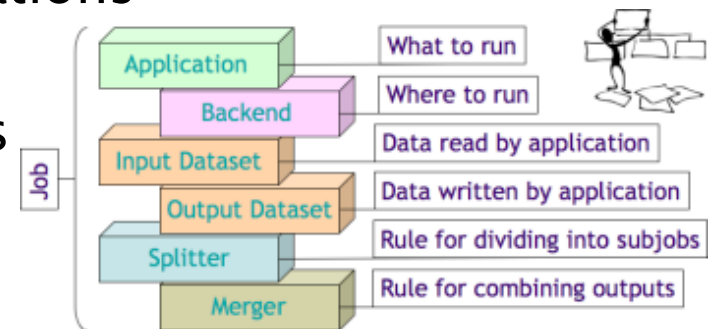 Job
Application
What to run
Backend
Where to run
Input Dataset
Data read by application
Output Dataset
Data written by application
Splitter
Rule for dividing into subjobs
Merger
Rule for combining outputs